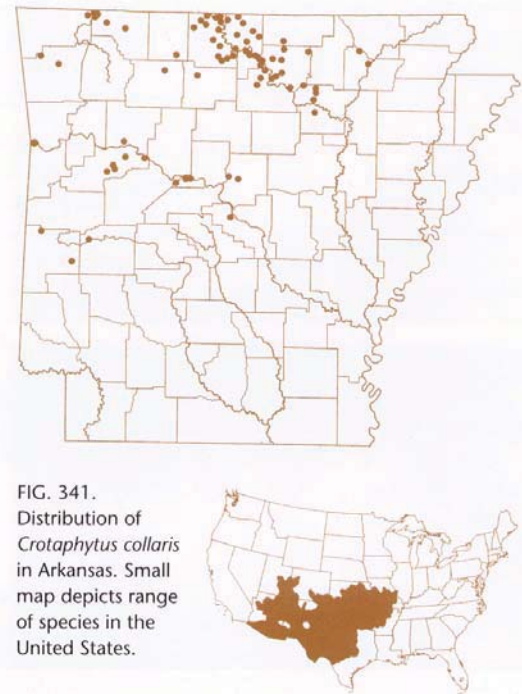 FIG. 341.
Distribution of
Crotaphytus collaris
in Arkansas. Small
map depicts range
of species in the
United States.